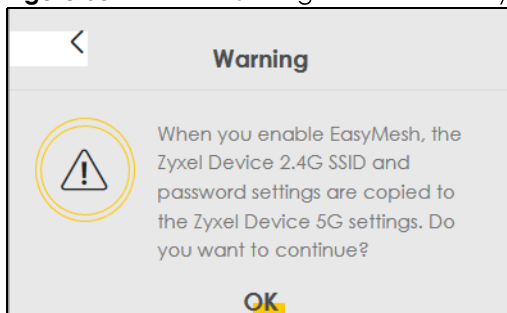 Warning
When you enable EasyMesh, the
Zyxel Device 2.4G SSID and
password settings are copied to
the Zyxel Device 5G settings. Do
you want to continue?
OK